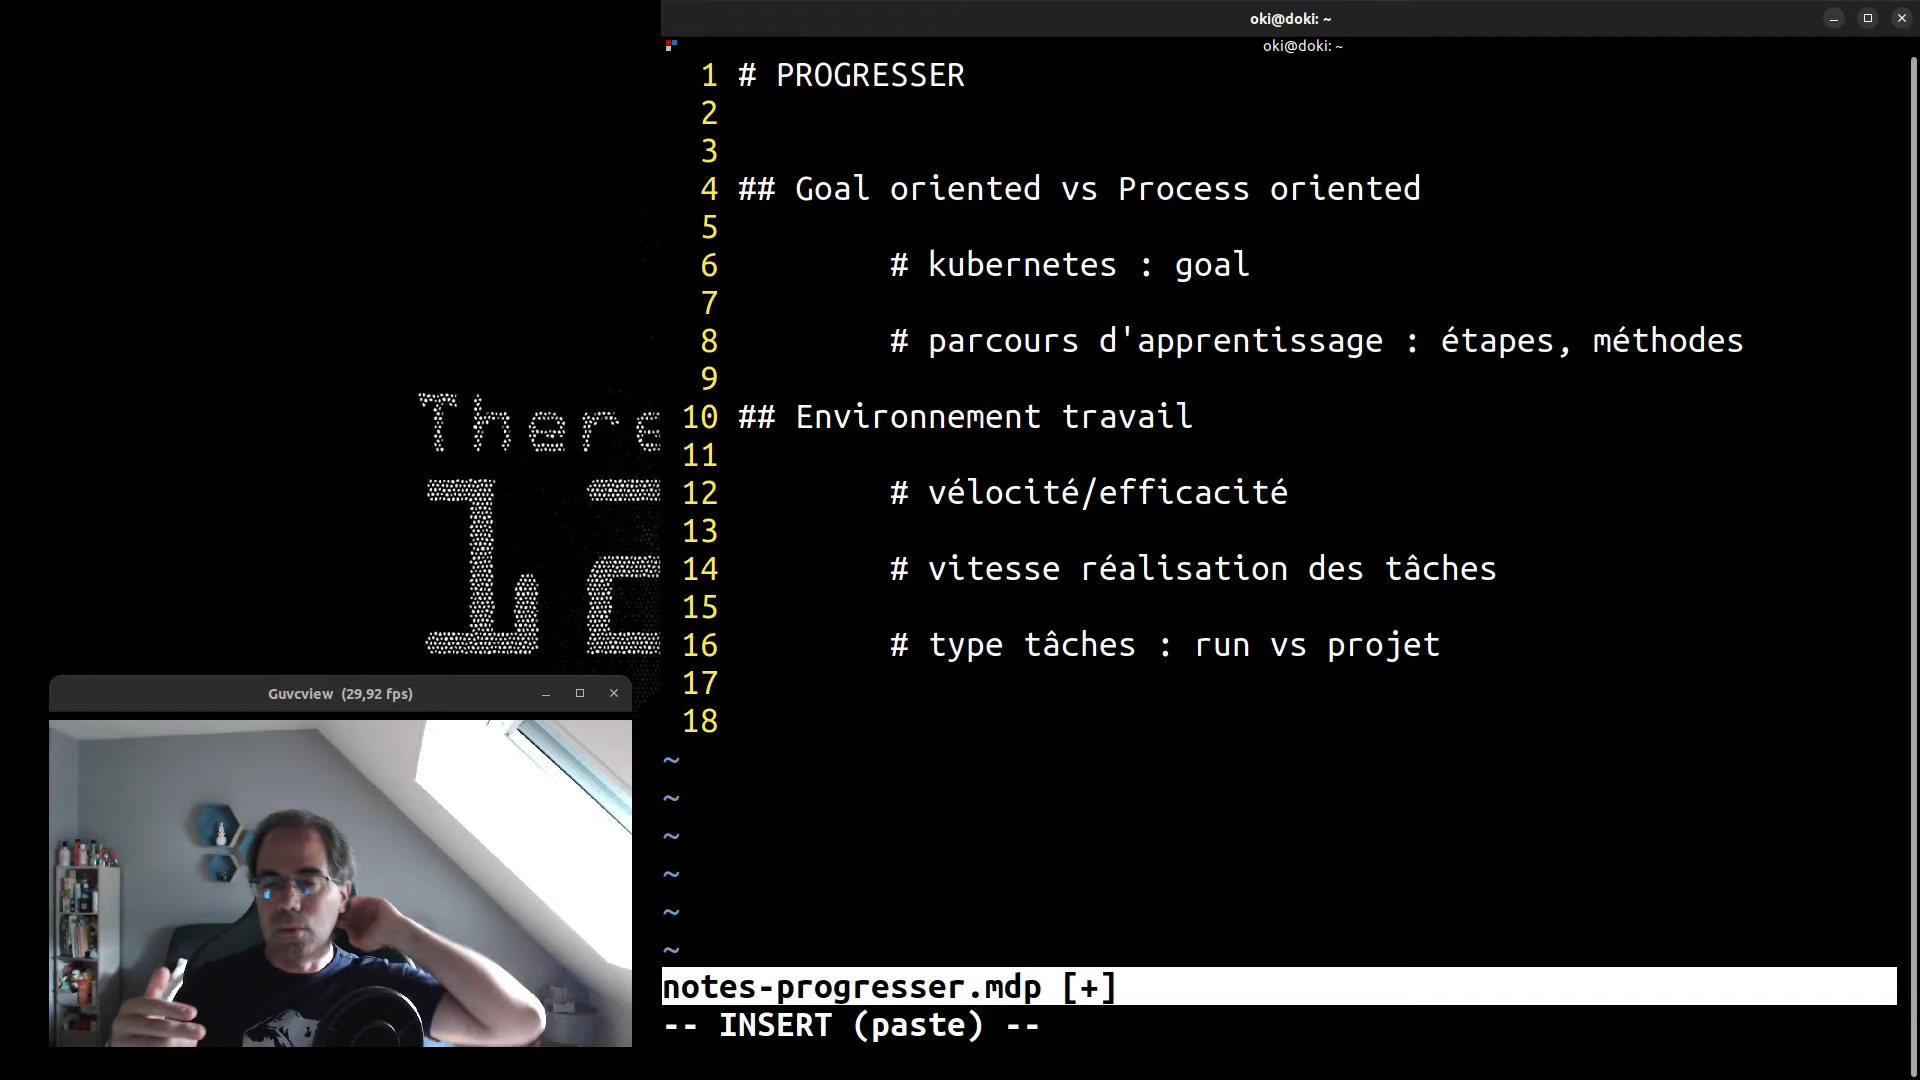 oki@doki: ~
oki@doki: ~
1 # PROGRESSER
2
3
4 ## Goal oriented vs Process oriented
5
6 # kubernetes : goal
7
8 # parcours d'apprentissage : étapes, méthodes
9
10 ## Environnement travail
11
12 # vélocité/efficacité
13
14 # vitesse réalisation des tâches
15
16 # type tâches : run vs projet
17
18
~
~
~
~
~
~
notes-progresser.mdp [+]
-- INSERT (paste) --
There
Guvcview (29,92 fps)